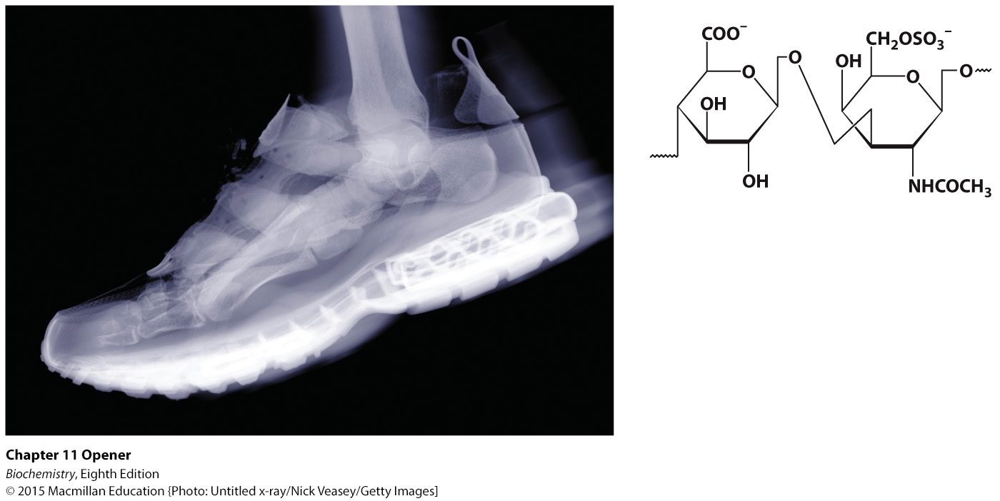 COO⁻
O
OH
OH
O
OH
CH₂OSO₃⁻
O
NHCOCH₃
O
Chapter 11 Opener
Biochemistry, Eighth Edition
© 2015 Macmillan Education {Photo: Untitled x-ray/Nick Veasey/Getty Images]